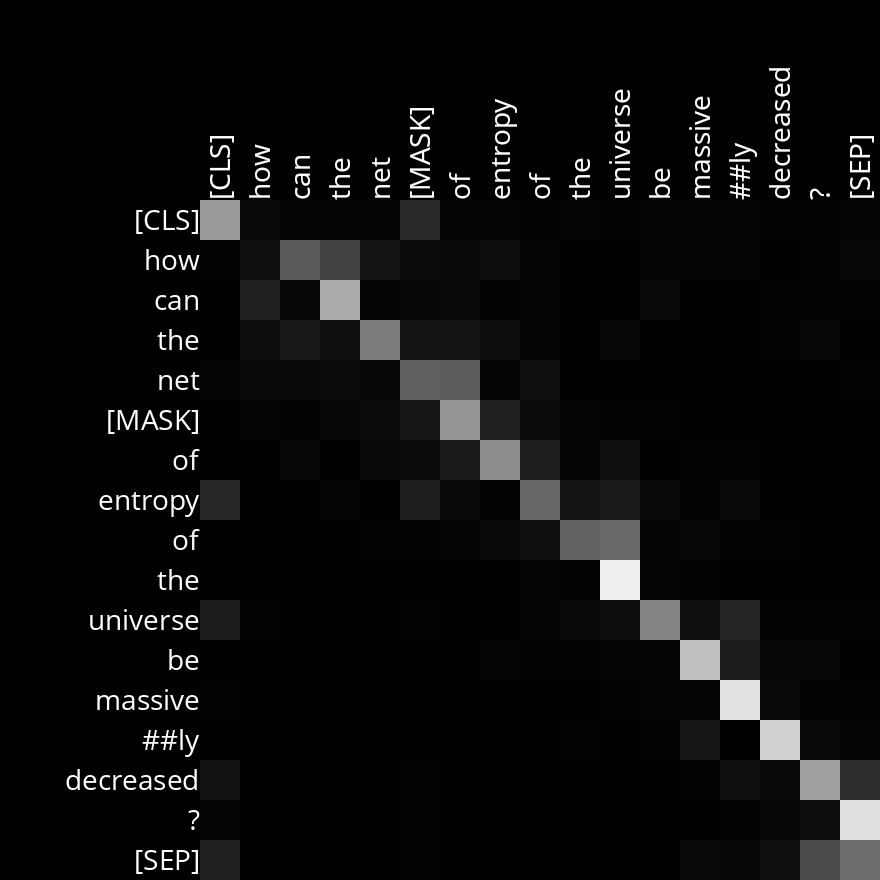 [CLS] how can the net [MASK] of entropy of the universe be massive ##ly decreased ? [SEP]
[CLS]
how
can
the
net
[MASK]
of
entropy
of
the
universe
be
massive
##ly
decreased
?
[SEP]